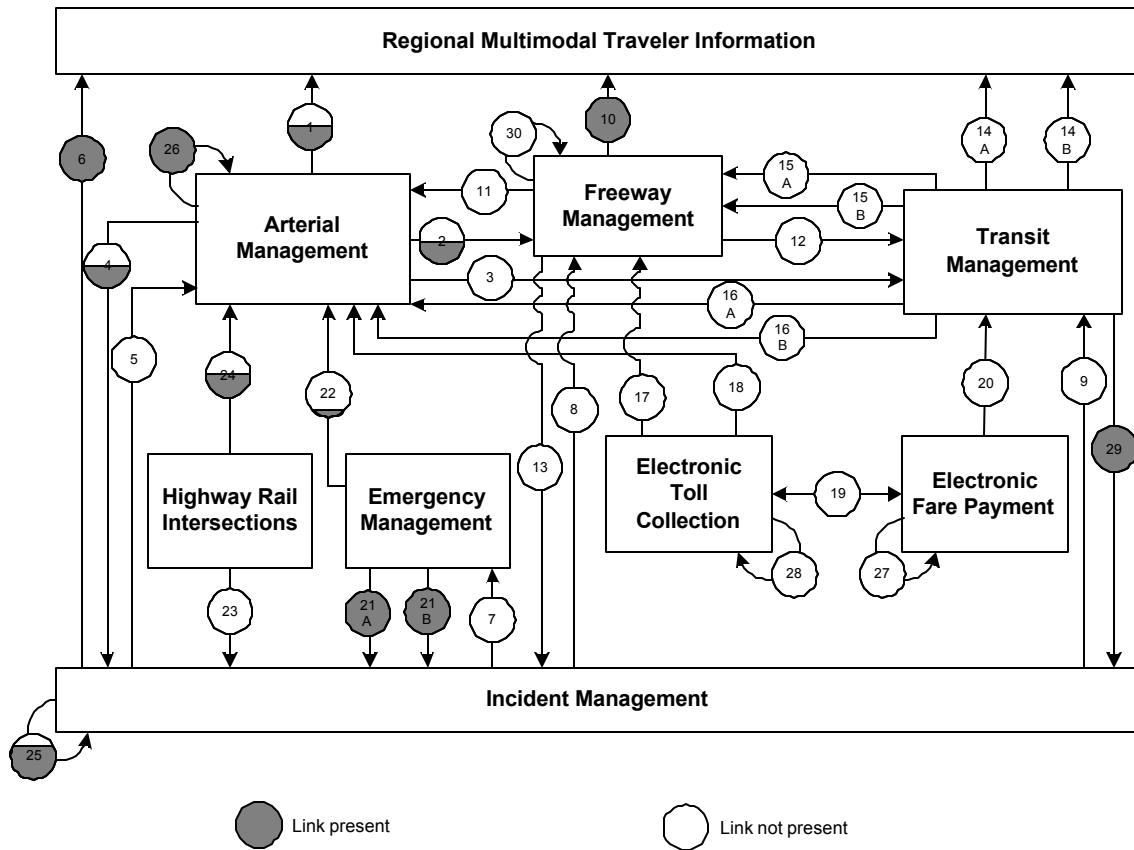 Regional Multimodal Traveler Information
6
26
1
30
10
14
A
14
B
11
15
A
15
B
Freeway
Management
Arterial
Management
Transit
Management
4
2
12
3
16
A
16
B
5
24
22
8
17
18
20
9
13
29
Highway Rail
Intersections
Emergency
Management
Electronic
Toll
Collection
19
Electronic
Fare Payment
28
27
23
21
A
21
B
7
Incident Management
25
Link present
Link not present